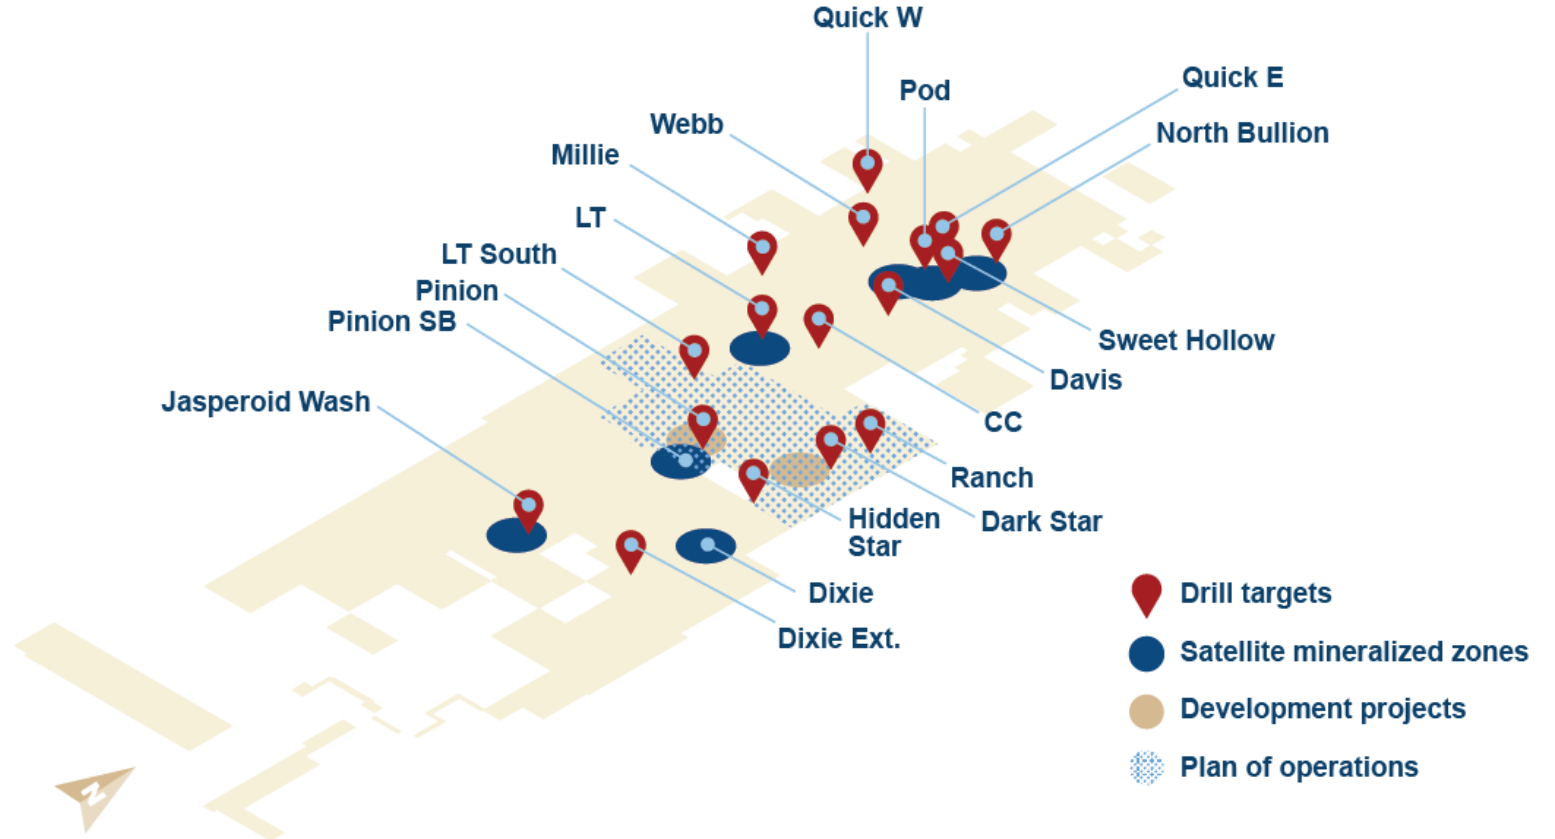 Quick W
Quick E
Pod
Webb
North Bullion
Millie
LT
LT South
Pinion
Pinion SB
Sweet Hollow
Davis
Jasperoid Wash
CC
Ranch
Hidden
Star
Dark Star
Dixie
Dixie Ext.
Drill targets
Satellite mineralized zones
Development projects
Plan of operations
N